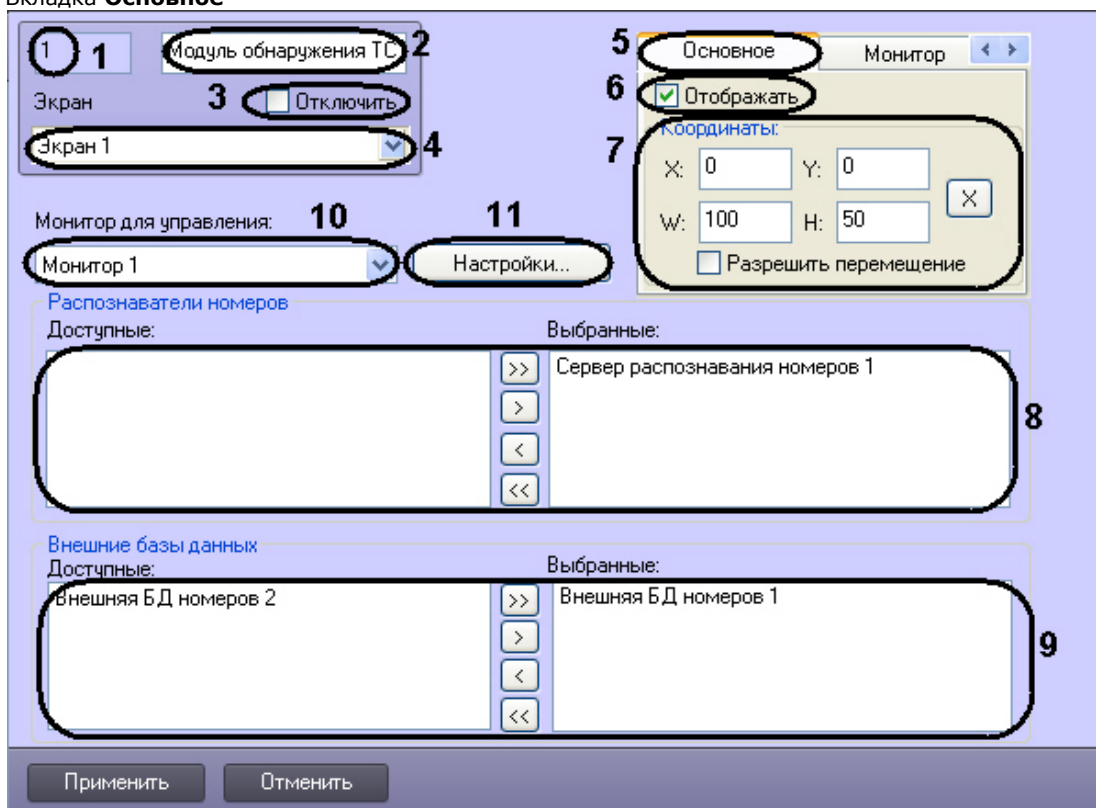 Вкладка Основное
1 1 Модуль обнаружения ТС 2
Экран 3 Отключить
Экран 1 4
5 Основное Монитор
6 Отображать
7 Координаты:
X: 0 Y: 0 X
W: 100 H: 50
Разрешить перемещение
Монитор для управления: 10 11
Монитор 1 Настройки...
Распознаватели номеров
Доступные: Выбранные:
>> Сервер распознавания номеров 1
>
<
<<
8
Внешние базы данных
Доступные: Выбранные:
Внешняя БД номеров 2 >> Внешняя БД номеров 1
>
<
<<
9
Применить Отменить